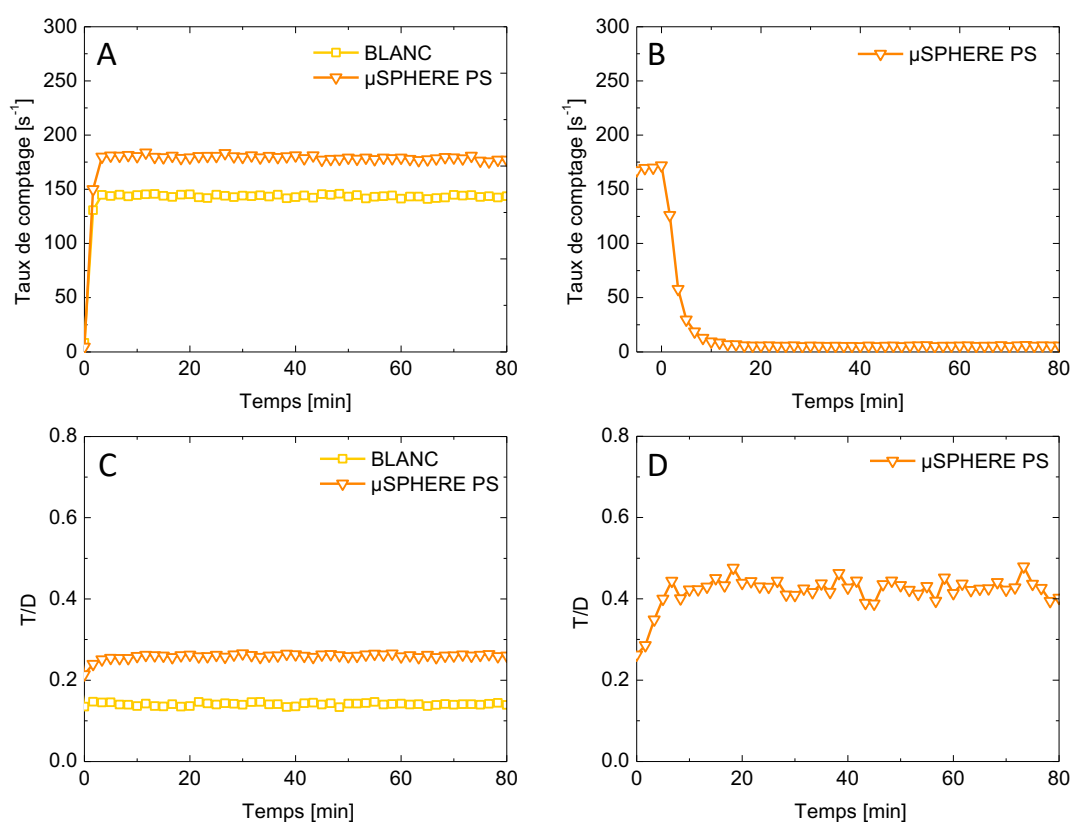 A
BLANC
µSPHERE PS
Taux de comptage [s⁻¹]
300
250
200
150
100
50
0
0 20 40 60 80
Temps [min]
B
µSPHERE PS
Taux de comptage [s⁻¹]
300
250
200
150
100
50
0
0 20 40 60 80
Temps [min]
C
BLANC
µSPHERE PS
T/D
0.8
0.6
0.4
0.2
0.0
0 20 40 60 80
Temps [min]
D
µSPHERE PS
T/D
0.8
0.6
0.4
0.2
0.0
0 20 40 60 80
Temps [min]